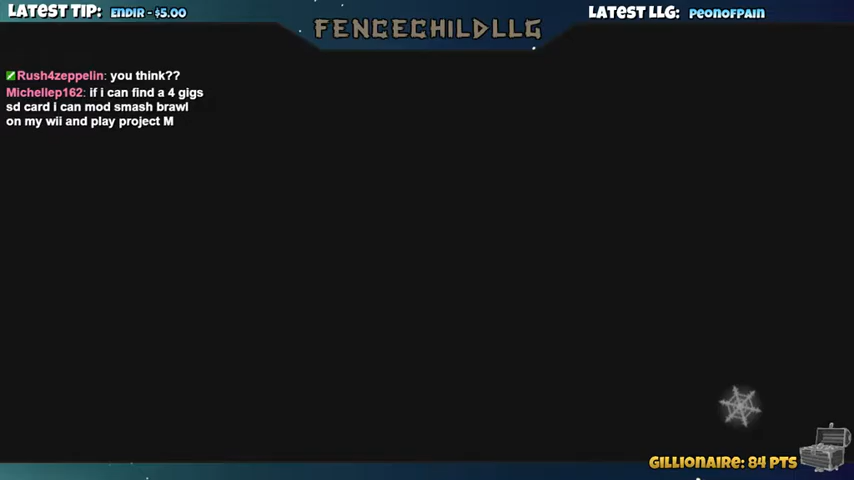 LATEST TIP: ENDIR - $5.00
FENCECHILDLLG
LATEST LLG: PEONOFPAIN
Rush4zeppelin: you think??
Michellep162: if i can find a 4 gigs
sd card i can mod smash brawl
on my wii and play project M
GILLIONAIRE: 84 PTS